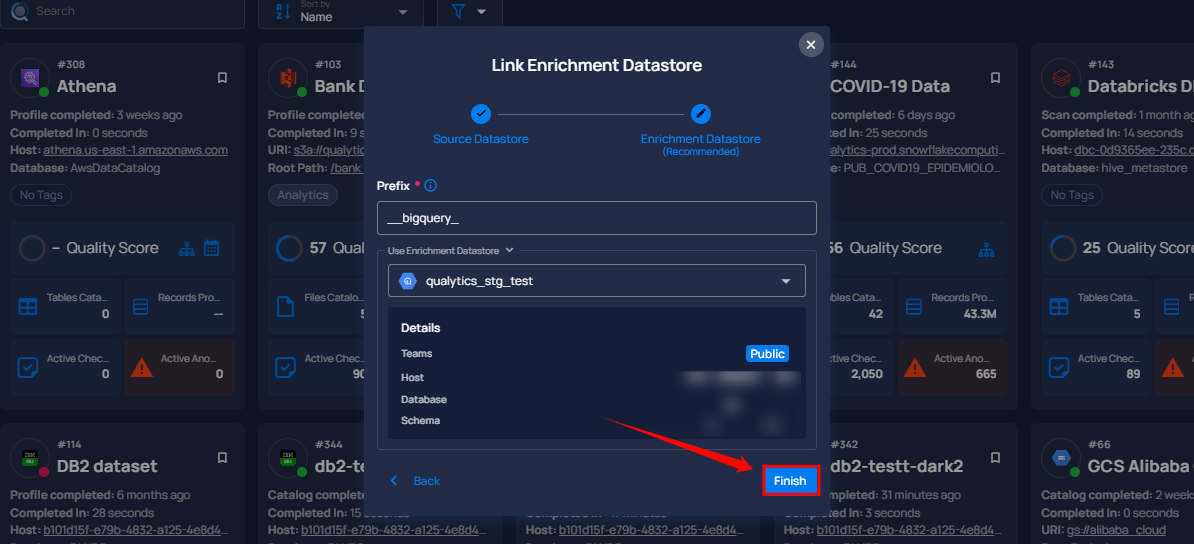 Search
Sort by
Name
#308
Athena
Profile completed: 3 weeks ago
Completed In: 0 seconds
Host: athena.us-east-1.amazonaws.com
Database: AwsDataCatalog
No Tags
– Quality Score
Tables Cata...
0
Records Pro...
--
Active Chec...
0
Active Ano...
0
#103
Bank D
Profile completed:
Completed In: 9 s
URI: s3a://qualytic
Root Path: /bank_
Analytics
57 Qual
Files Catalo...
5
Active Chec...
90
Link Enrichment Datastore
Source Datastore
Enrichment Datastore
(Recommended)
Prefix *
__bigquery_
Use Enrichment Datastore
qualytics_stg_test
Details
Teams
Public
Host
Database
Schema
Back
Finish
#144
COVID-19 Data
completed: 6 days ago
In: 25 seconds
alytics-prod.snowflakecomputi...
e: PUB_COVID19_EPIDEMIOLO...
56 Quality Score
Tables Cata...
42
Records Pro...
43.3M
Active Chec...
2,050
Active Ano...
665
#143
Databricks D
Scan completed: 1 month ag
Completed In: 14 seconds
Host: dbc-0d9365ee-235c.c
Database: hive_metastore
No Tags
25 Quality Score
Tables Cata...
5
Records
Active Chec...
89
#114
DB2 dataset
Profile completed: 6 months ago
Completed In: 28 seconds
Host: b101d15f-e79b-4832-a125-4e8d4...
#344
db2-te
Catalog completed:
Completed In: 15 seconds
Host: b101d15f-e79b-4832-a125-4e8d4...
Host: b101d15f-e79b-4832-a125-4e8d4...
#342
db2-testt-dark2
completed: 31 minutes ago
Completed In: 3 seconds
Host: b101d15f-e79b-4832-a125-4e8d4...
#66
GCS Alibaba
Catalog completed: 2 weeks
Completed In: 0 seconds
URI: gs://alibaba_cloud